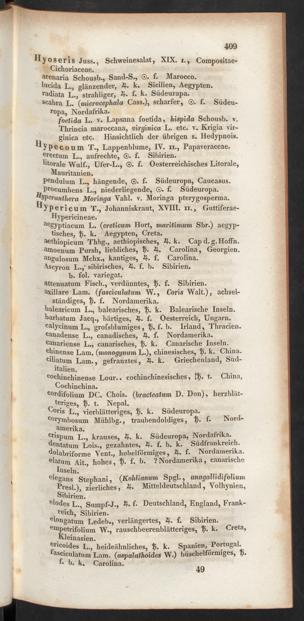 409
Hyoseris Juss., Schweinesalat, XIX. 1., Compositae-
Cichoriaceae.
arenaria Schousb., Sand-S., ☉. f. Marocco.
lucida L., glänzender, ♃. k. Sicilien, Aegypten.
radiata L., strahliger, ♃. f. k. Südeuropa.
scabra L. (microcephala Cass.), scharfer, ☉. f. Südeu-
ropa, Nordafrika.
foetida L. v. Lapsana foetida, hispida Schousb. v.
Thrincia maroccana, virginica L. etc. v. Krigia vir-
ginica etc. Hinsichtlich der übrigen s. Hedypnois.
Hypecoum T., Lappenblume, IV. 2., Papaveraceae.
erectum L., aufrechte, ☉. f. Sibirien.
litorale Wulf., Ufer-L., ☉. f. Oesterreichisches Litorale,
Mauritanien.
pendulum L., hängende, ☉. f. Südeuropa, Caucasus.
procumbens L., niederliegende, ☉. f. Südeuropa.
Hyperanthera Moringa Vahl. v. Moringa pterygosperma.
Hypericum T., Johanniskraut, XVIII. 2., Guttiferae-
Hypericineae.
aegyptiacum L. (creticum Hort, maritimum Sbr.) aegyp-
tisches, ♄. k. Aegypten, Creta.
aethiopicum Thbg., aethiopisches, ♃. k. Cap d. g. Hoffn.
amoenum Pursh, liebliches, ♄. ♃. Carolina, Georgien.
angulosum Mchx., kantiges, ♃. f. Carolina.
Ascyron L., sibirisches, ♃. f. b. Sibirien.
b. fol. variegat.
attenuatum Fisch., verdünntes, ♄. f. Sibirien.
axillare Lam. (fasciculatum W., Coris Walt.), achsel-
ständiges, ♄. f. Nordamerika.
balearicum L., balearisches, ♄. k. Balearische Inseln.
barbatum Jacq., bärtiges, ♃. f. Oesterreich, Ungarn.
calycinum L., grofsblumiges, ♄. f. b. Irland, Thracien.
canadense L., canadisches, ♃. f. Nordamerika.
canariense L., canarisches, ♄. k. Canarische Inseln.
chinense Lam. (monogynum L.), chinesisches, ♄. k. China.
ciliatum Lam., gefranztes, ♃. k. Griechenland, Süd-
italien.
cochinchinense Lour., cochinchinesisches, ♄. t. China,
Cochinchina.
cordifolium DC. Chois. (bracteatum D. Don), herzblät-
teriges, ♄. t. Nepal.
Coris L., vierblätteriges, ♄. k. Südeuropa.
corymbosum Mühlbg., traubendoldiges, ♄. f. Nord-
amerika.
crispum L., krauses, ♃. k. Südeuropa, Nordafrika.
dentatum Lois., gezahntes, ♃. f. b. k. Südfrankreich.
dolabriforme Vent., hobelförmiges, ♃. f. Nordamerika.
elatum Ait., hohes, ♄. f. b. ?Nordamerika, canarische
Inseln.
elegans Stephani, (Kohlianum Spgl., angallidifolium
Presl.), zierliches, ♃. Mitteldeutschland, Volhynien,
Sibirien.
elodes L., Sumpf-J., ♃. f. Deutschland, England, Frank-
reich, Sibirien.
elongatum Ledeb., verlängertes, ♃. f. Sibirien.
empetrifolium W., rauschbeerenblätteriges, ♄. k. Creta,
Kleinasien.
ericoides L., heideähnliches, ♄. k. Spanien, Portugal.
fasciculatum Lam. (aspalathoides W.) büschelförmiges, ♄.
f. b. k. Carolina.
49